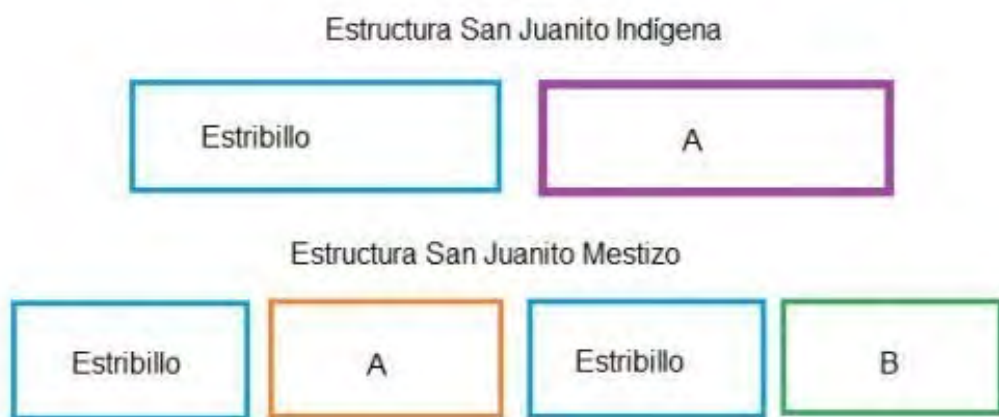 Estructura San Juanito Indígena
Estribillo A
Estructura San Juanito Mestizo
Estribillo A Estribillo B